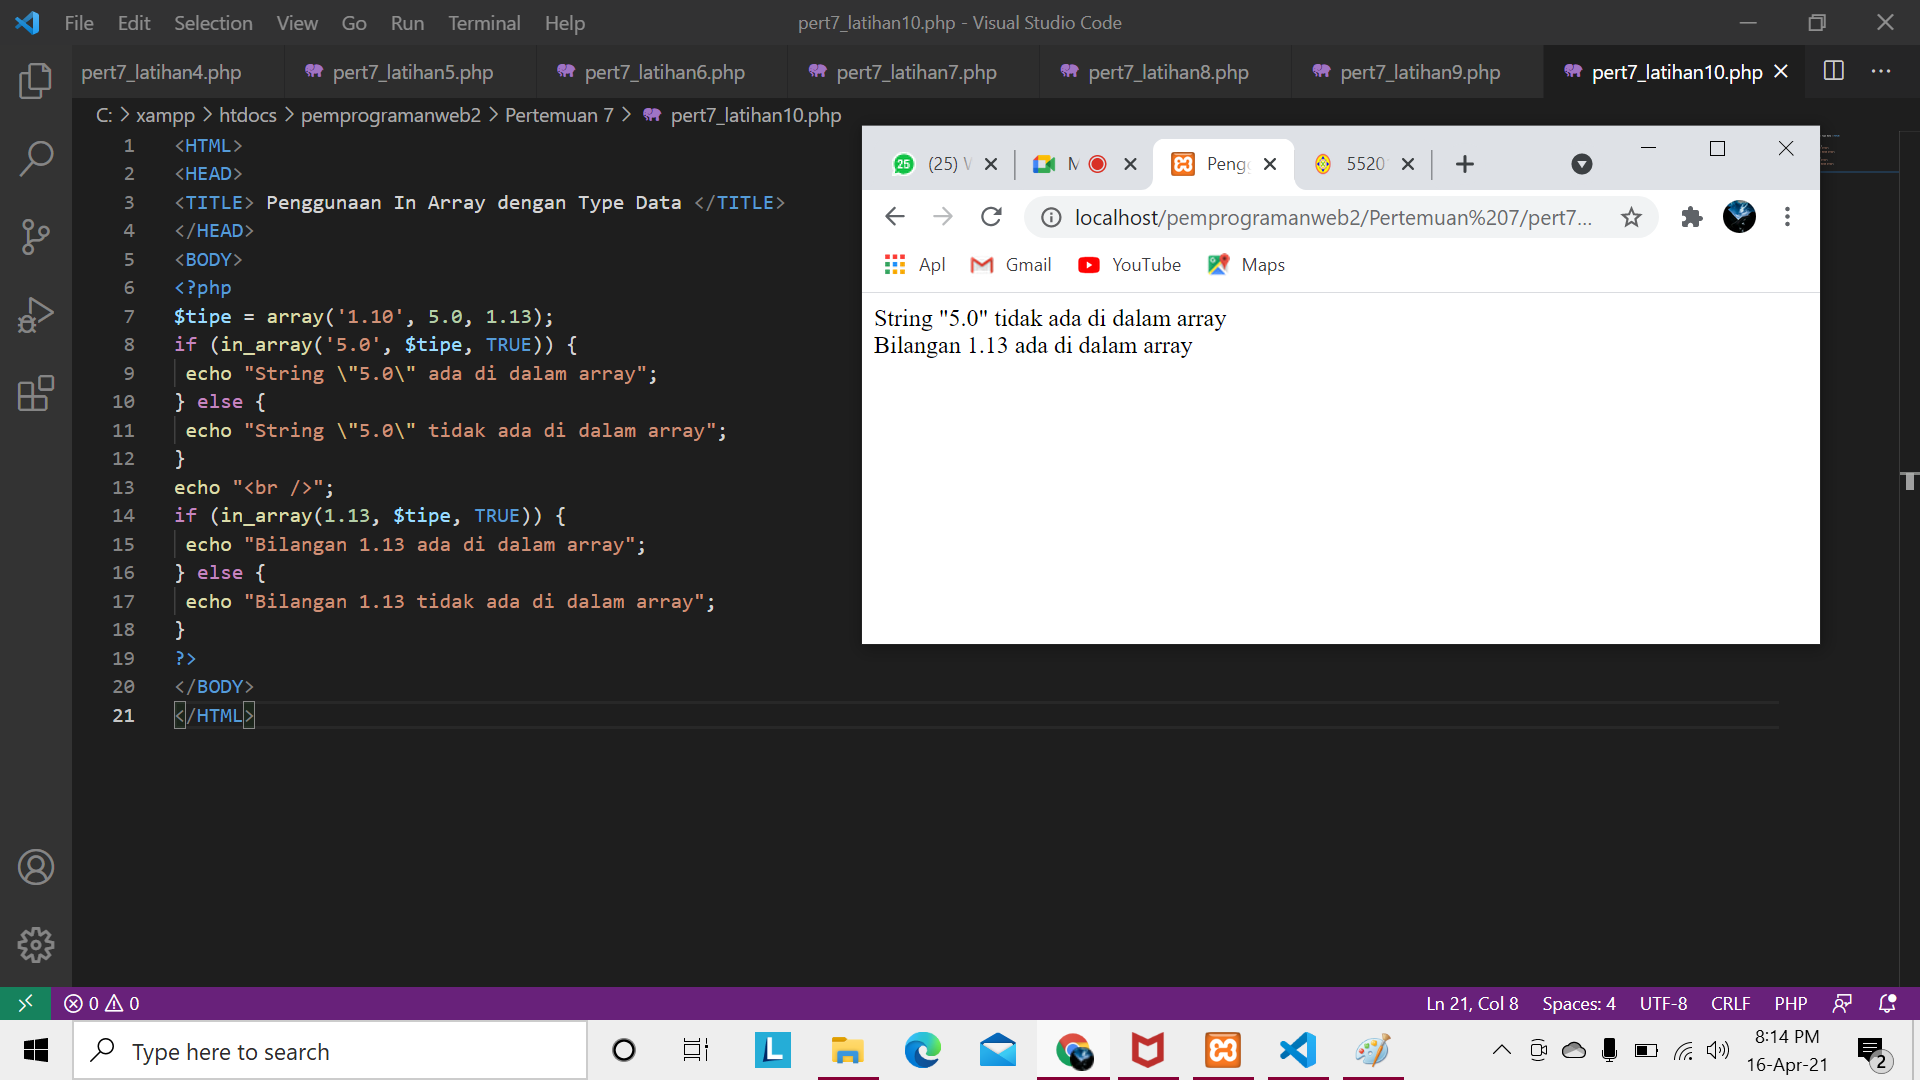 File Edit Selection View Go Run Terminal Help pert7_latihan10.php - Visual Studio Code
pert7_latihan4.php pert7_latihan5.php pert7_latihan6.php pert7_latihan7.php pert7_latihan8.php pert7_latihan9.php pert7_latihan10.php
C: > xampp > htdocs > pemprogramanweb2 > Pertemuan 7 > pert7_latihan10.php
1 <HTML>
2 <HEAD>
3 <TITLE> Penggunaan In Array dengan Type Data </TITLE>
4 </HEAD>
5 <BODY>
6 <?php
7 $tipe = array('1.10', 5.0, 1.13);
8 if (in_array('5.0', $tipe, TRUE)) {
9 echo "String \"5.0\" ada di dalam array";
10 } else {
11 echo "String \"5.0\" tidak ada di dalam array";
12 }
13 echo "<br />";
14 if (in_array(1.13, $tipe, TRUE)) {
15 echo "Bilangan 1.13 ada di dalam array";
16 } else {
17 echo "Bilangan 1.13 tidak ada di dalam array";
18 }
19 ?>
20 </BODY>
21 </HTML>
25 (25) Peng 5520
localhost/pemprogramanweb2/Pertemuan%207/pert7...
Apl Gmail YouTube Maps
String "5.0" tidak ada di dalam array
Bilangan 1.13 ada di dalam array
0 0 Ln 21, Col 8 Spaces: 4 UTF-8 CRLF PHP
Type here to search
L
8:14 PM
16-Apr-21
2